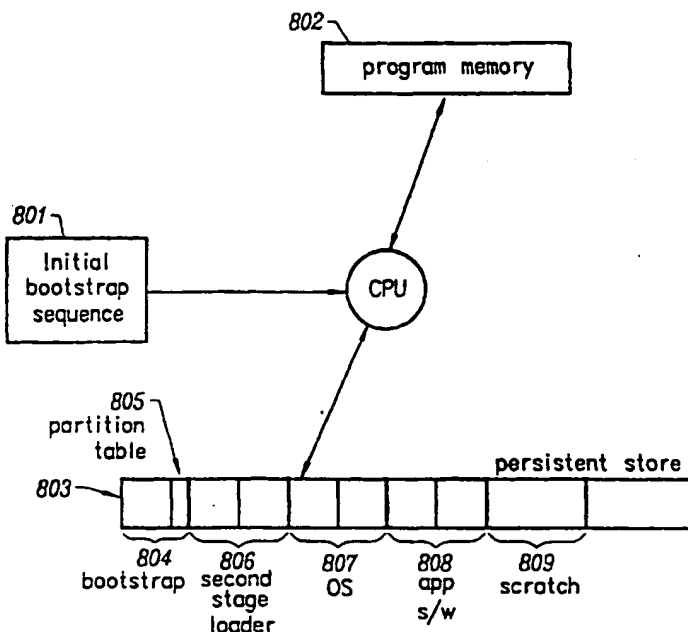 802
program memory
801
Initial
bootstrap
sequence
CPU
805
partition
table
persistent store
803
804
bootstrap
806
second
stage
loader
807
OS
808
app
s/w
809
scratch